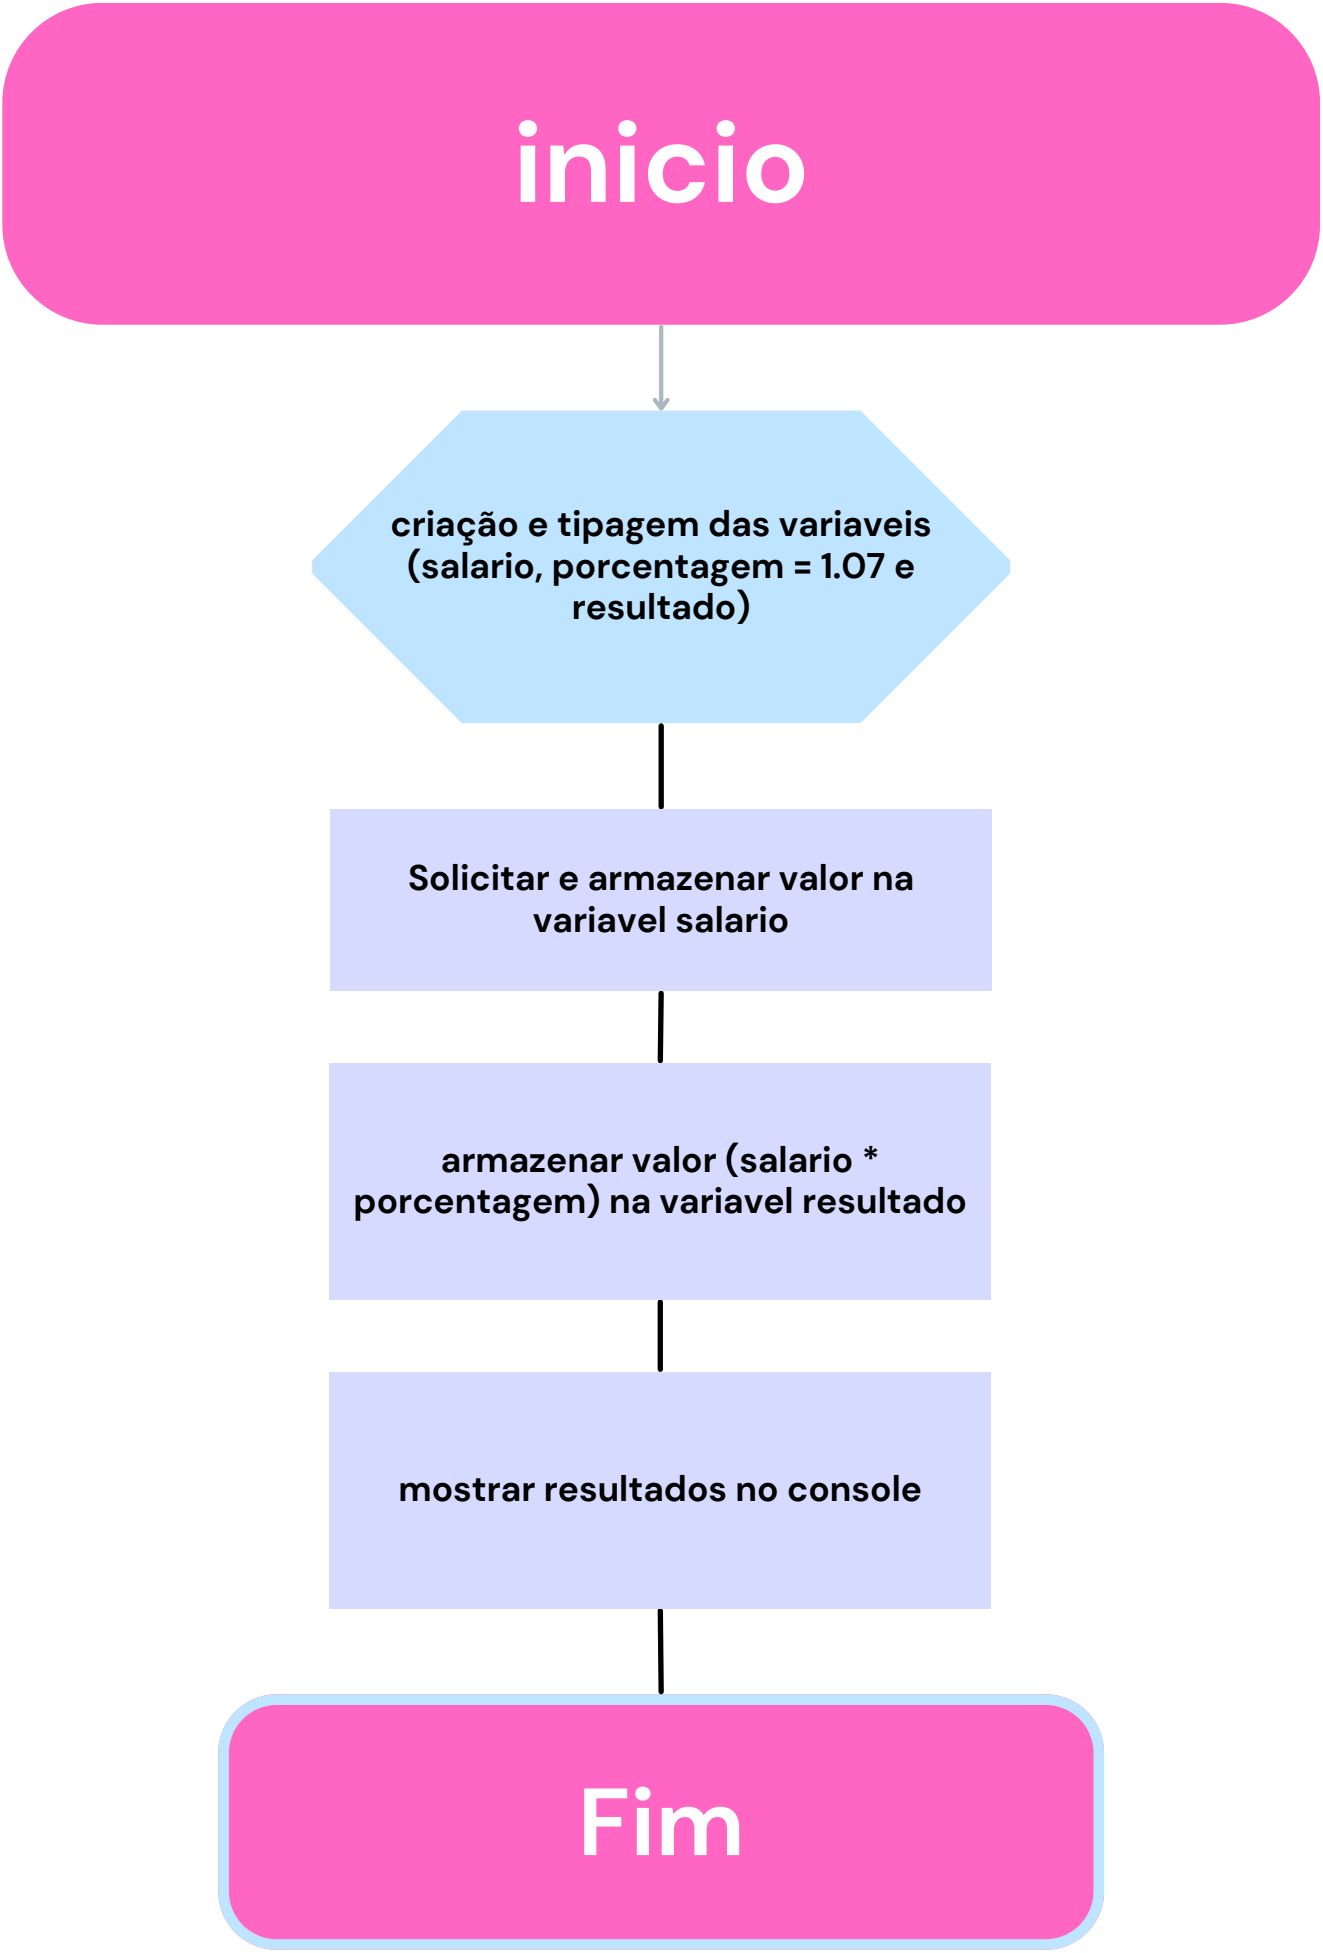 inicio
criação e tipagem das variaveis
(salario, porcentagem = 1.07 e
resultado)
Solicitar e armazenar valor na
variavel salario
armazenar valor (salario *
porcentagem) na variavel resultado
mostrar resultados no console
Fim